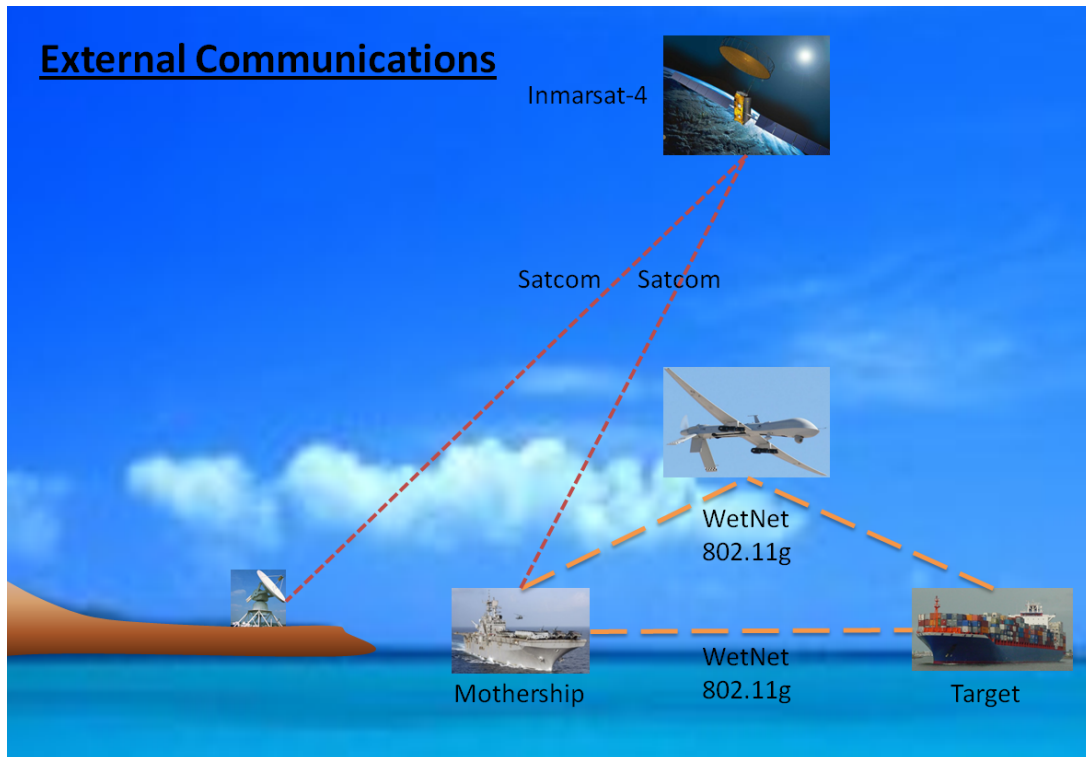 External Communications
Inmarsat-4
Satcom
Satcom
WetNet
802.11g
WetNet
802.11g
Mothership
Target